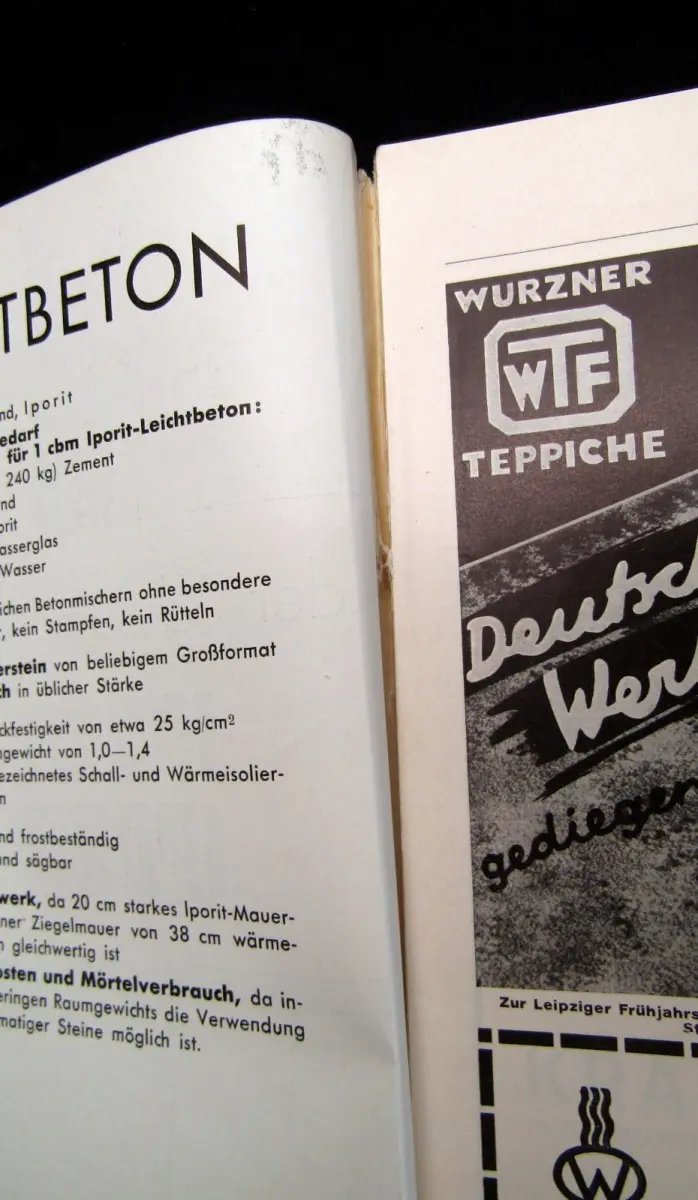 TBETON
nd, Iporit
edarf
für 1 cbm Iporit-Leichtbeton:
240 kg) Zement
nd
orit
asserglas
Wasser
ichen Betonmischern ohne besondere
, kein Stampfen, kein Rütteln
erstein von beliebigem Großformat
ch in üblicher Stärke
ckfestigkeit von etwa 25 kg/cm²
gewicht von 1,0—1,4
ezeichnetes Schall- und Wärmeisolier-
n
nd frostbeständig
und sägbar
werk, da 20 cm starkes Iporit-Mauer-
ner Ziegelmauer von 38 cm wärme-
n gleichwertig ist
osten und Mörtelverbrauch, da in-
eringen Raumgewichts die Verwendung
matiger Steine möglich ist.
WURZNER
WTF
TEPPICHE
Deutsch
Wer
gediegen
Zur Leipziger Frühjahrs
St
W